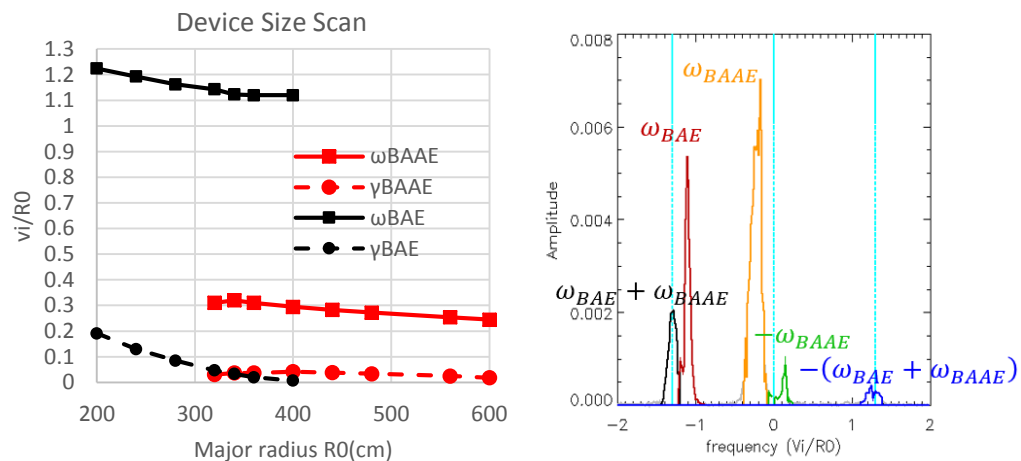 Device Size Scan
1.3
1.2
1.1
1
0.9
0.8
0.7
0.6
0.5
0.4
0.3
0.2
0.1
0
vi/R0
ωBAAE
γBAAE
ωBAE
γBAE
200
300
400
500
600
Major radius R0(cm)
0.008
0.006
0.004
0.002
0.000
Amplitude
ω_BAAE
ω_BAE
ω_BAE + ω_BAAE
−ω_BAAE
−(ω_BAE + ω_BAAE)
−2
−1
0
1
2
frequency (Vi/R0)